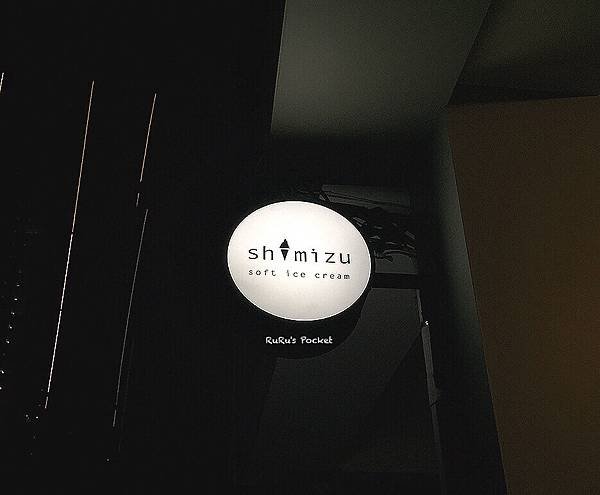 shimizu
soft ice cream
RuRu's Pocket